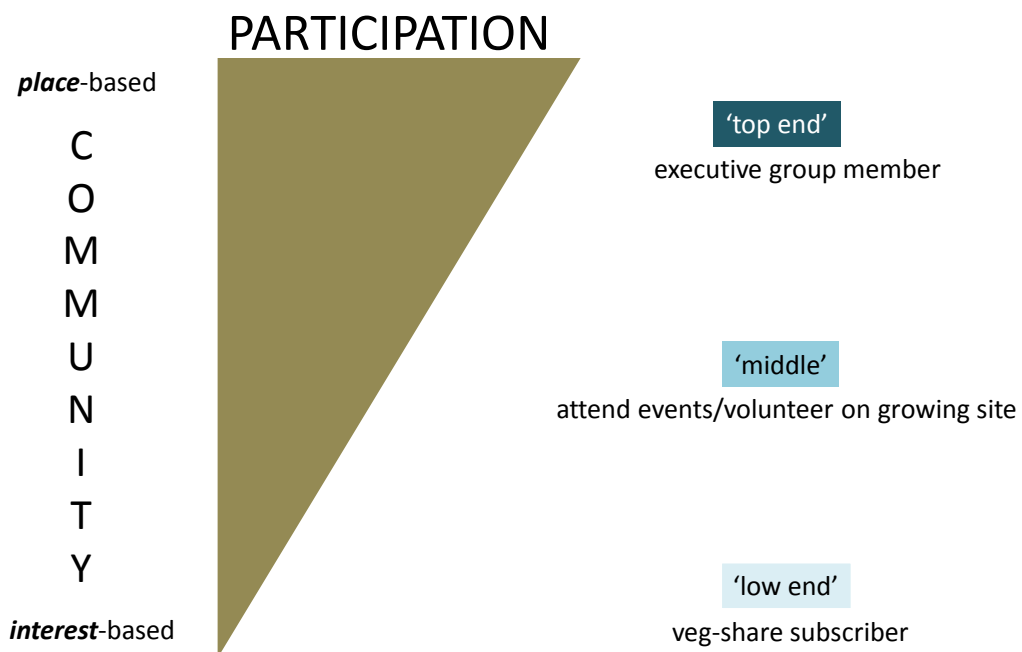 PARTICIPATION
place-based
COMMUNITY
interest-based
‘top end’
executive group member
‘middle’
attend events/volunteer on growing site
‘low end’
veg-share subscriber